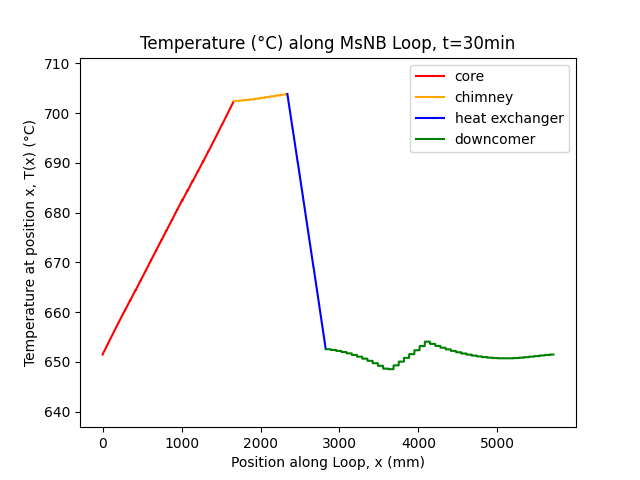 Temperature (°C) along MsNB Loop, t=30min
Temperature at position x, T(x) (°C)
710
700
690
680
670
660
650
640
core
chimney
heat exchanger
downcomer
0 1000 2000 3000 4000 5000
Position along Loop, x (mm)